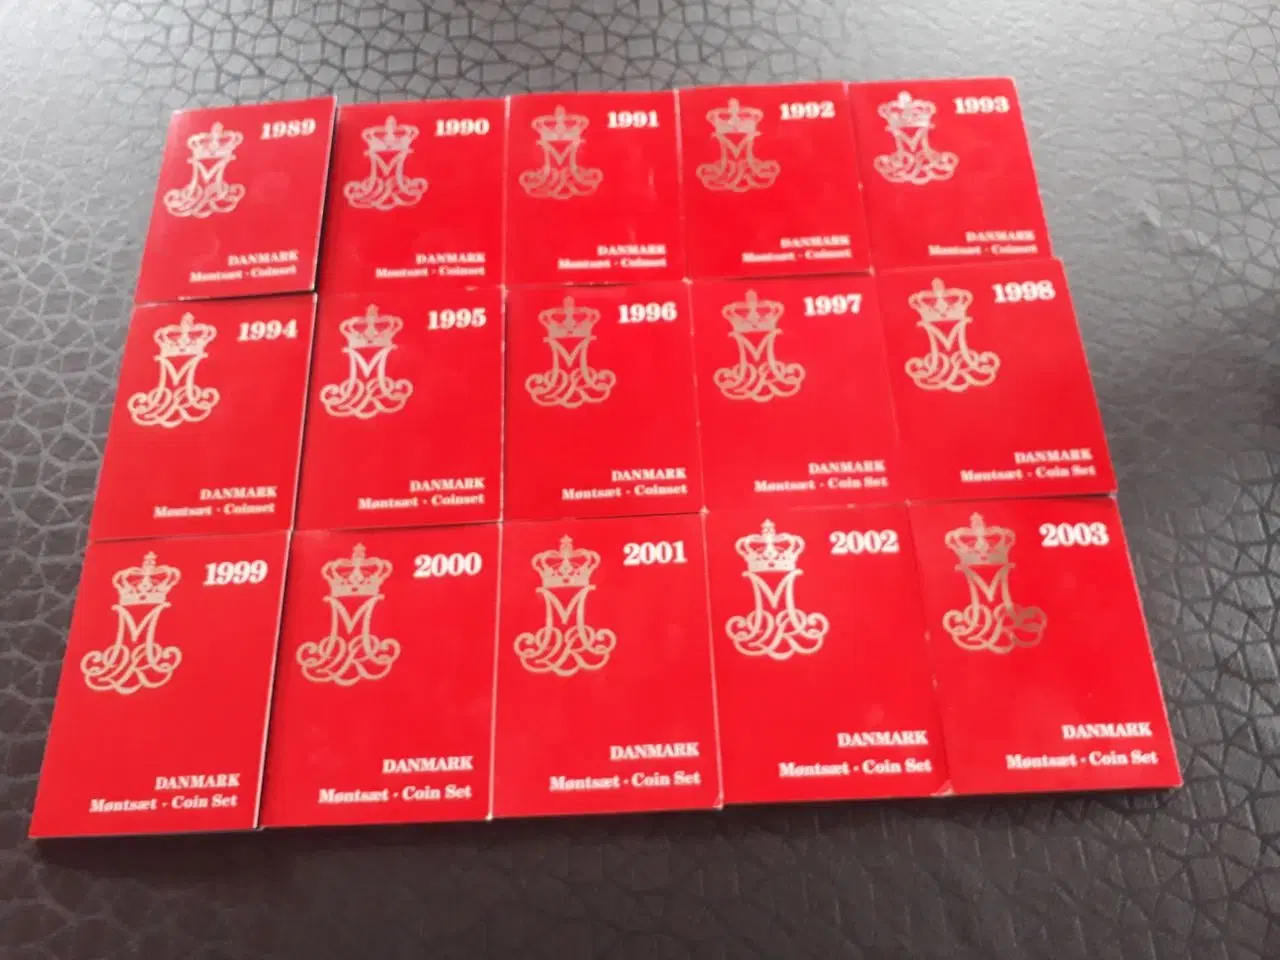 1989
DANMARK
Møntsæt · Coinset
1990
DANMARK
Møntsæt · Coinset
1991
DANMARK
Møntsæt · Coinset
1992
DANMARK
Møntsæt · Coinset
1993
DANMARK
Møntsæt · Coinset
1994
DANMARK
Møntsæt · Coinset
1995
DANMARK
Møntsæt · Coinset
1996
DANMARK
Møntsæt · Coinset
1997
DANMARK
Møntsæt · Coin Set
1998
DANMARK
Møntsæt · Coin Set
1999
DANMARK
Møntsæt · Coin Set
2000
DANMARK
Møntsæt · Coin Set
2001
DANMARK
Møntsæt · Coin Set
2002
DANMARK
Møntsæt · Coin Set
2003
DANMARK
Møntsæt · Coin Set